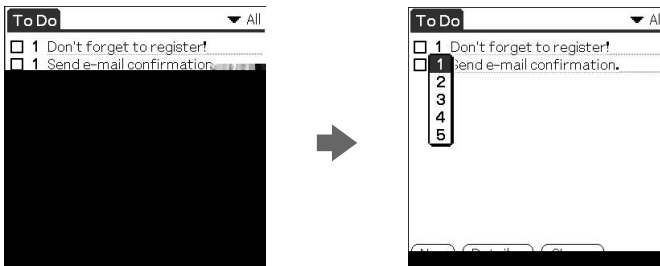 To Do
All
1 Don't forget to register!
1 Send e-mail confirmation.
To Do
1 Don't forget to register!
1 Send e-mail confirmation.
2
3
4
5